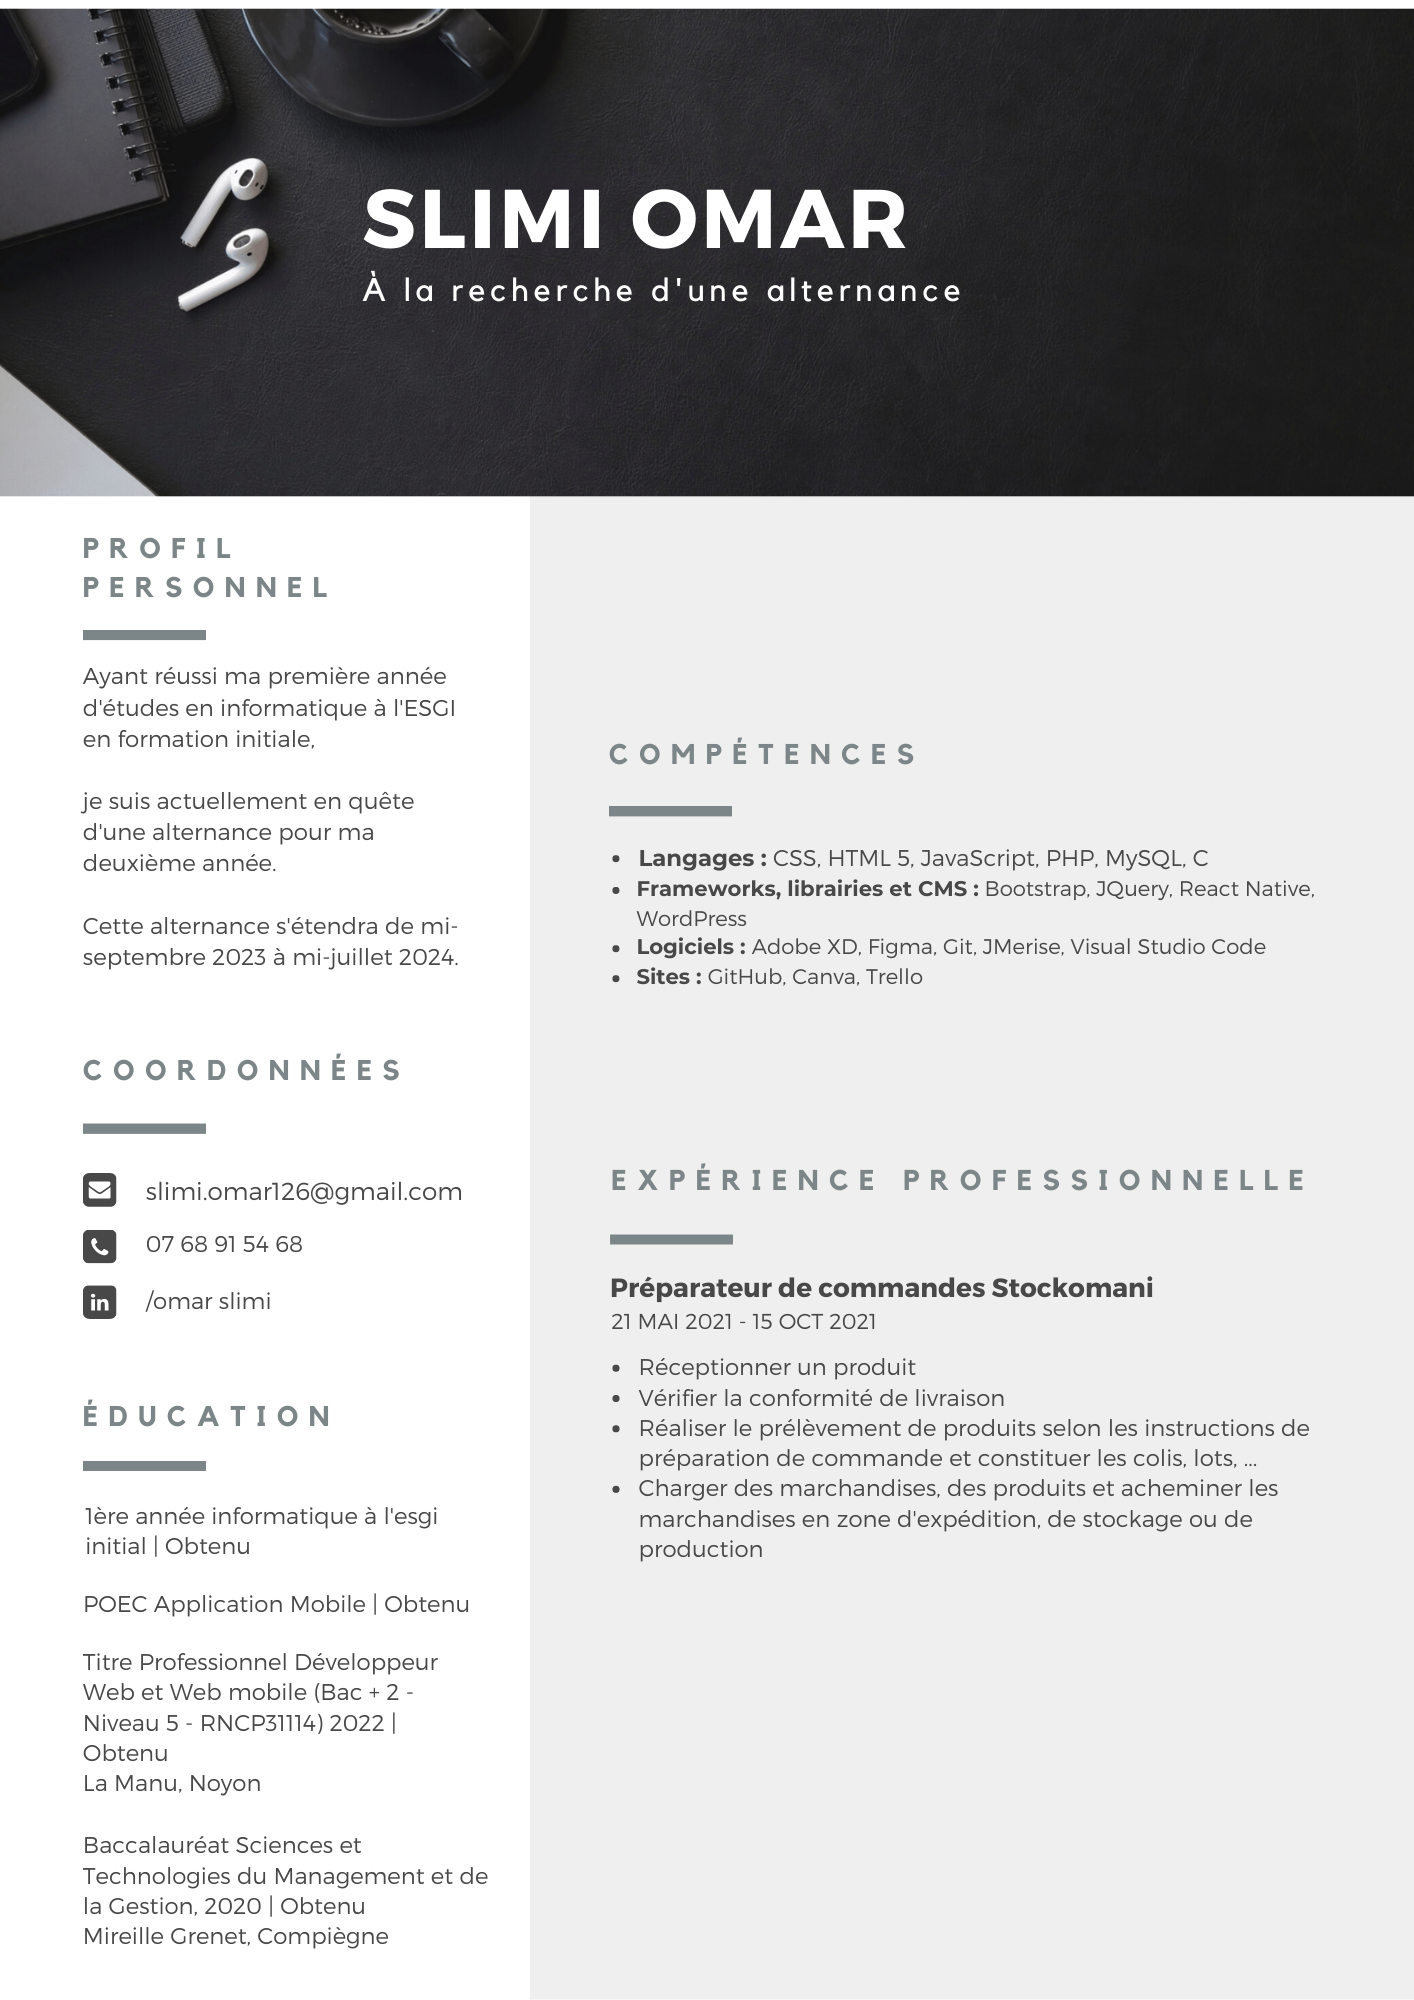 SLIMI OMAR
À la recherche d'une alternance
PROFIL
PERSONNEL
Ayant réussi ma première année
d'études en informatique à l'ESGI
en formation initiale,
je suis actuellement en quête
d'une alternance pour ma
deuxième année.
Cette alternance s'étendra de mi-
septembre 2023 à mi-juillet 2024.
COORDONNÉES
slimi.omar126@gmail.com
07 68 91 54 68
in
/omar slimi
ÉDUCATION
1ère année informatique à l'esgi
initial | Obtenu
POEC Application Mobile | Obtenu
Titre Professionnel Développeur
Web et Web mobile (Bac + 2 -
Niveau 5 - RNCP31114) 2022 |
Obtenu
La Manu, Noyon
Baccalauréat Sciences et
Technologies du Management et de
la Gestion, 2020 | Obtenu
Mireille Grenet, Compiègne
COMPÉTENCES
• Langages : CSS, HTML 5, JavaScript, PHP, MySQL, C
• Frameworks, librairies et CMS : Bootstrap, JQuery, React Native,
WordPress
• Logiciels : Adobe XD, Figma, Git, JMerise, Visual Studio Code
• Sites : GitHub, Canva, Trello
EXPÉRIENCE PROFESSIONNELLE
Préparateur de commandes Stockomani
21 MAI 2021 - 15 OCT 2021
• Réceptionner un produit
• Vérifier la conformité de livraison
• Réaliser le prélèvement de produits selon les instructions de
préparation de commande et constituer les colis, lots, ...
• Charger des marchandises, des produits et acheminer les
marchandises en zone d'expédition, de stockage ou de
production